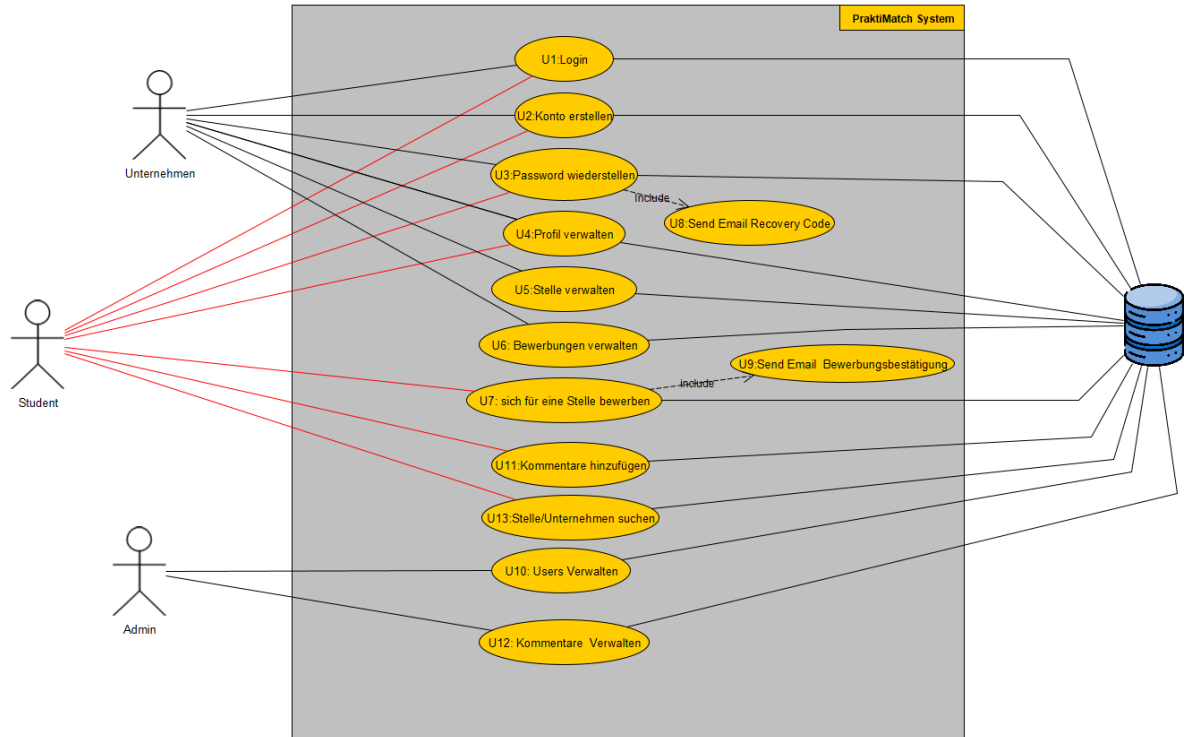 PraktiMatch System
U1:Login
U2:Konto erstellen
Unternehmen
U3:Password wiederstellen
include
U8:Send Email Recovery Code
U4:Profil verwalten
U5:Stelle verwalten
U6: Bewerbungen verwalten
U9:Send Email  Bewerbungsbestätigung
include
U7: sich für eine Stelle bewerben
Student
U11:Kommentare hinzufügen
U13:Stelle/Unternehmen suchen
U10: Users Verwalten
Admin
U12: Kommentare  Verwalten